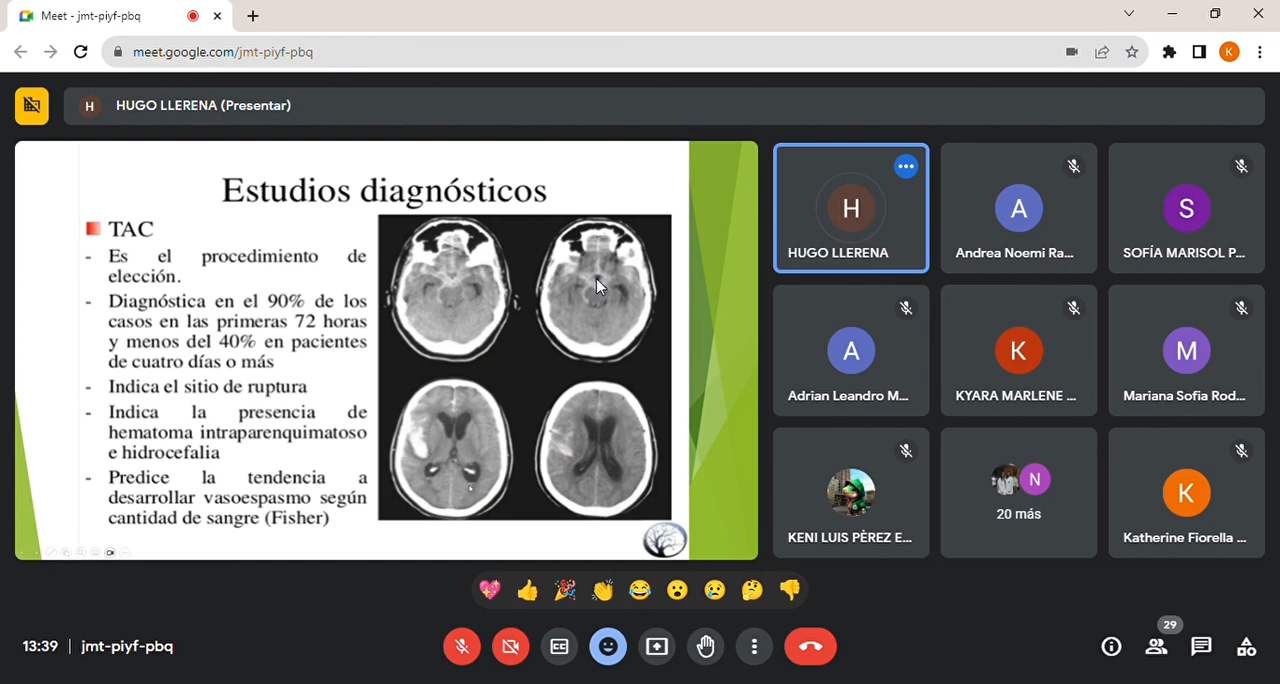 Meet - jmt-piyf-pbq
meet.google.com/jmt-piyf-pbq
K
H
HUGO LLERENA (Presentar)
Estudios diagnósticos
TAC
- Es el procedimiento de
elección.
- Diagnóstica en el 90% de los
casos en las primeras 72 horas
y menos del 40% en pacientes
de cuatro días o más
- Indica el sitio de ruptura
- Indica la presencia de
hematoma intraparenquimatoso
e hidrocefalia
- Predice la tendencia a
desarrollar vasoespasmo según
cantidad de sangre (Fisher)
H
HUGO LLERENA
A
Andrea Noemi Ra...
S
SOFÍA MARISOL P...
A
Adrian Leandro M...
K
KYARA MARLENE ...
M
Mariana Sofia Rod...
KENI LUIS PÈREZ E...
N
20 más
K
Katherine Fiorella ...
13:39 | jmt-piyf-pbq
CC
29